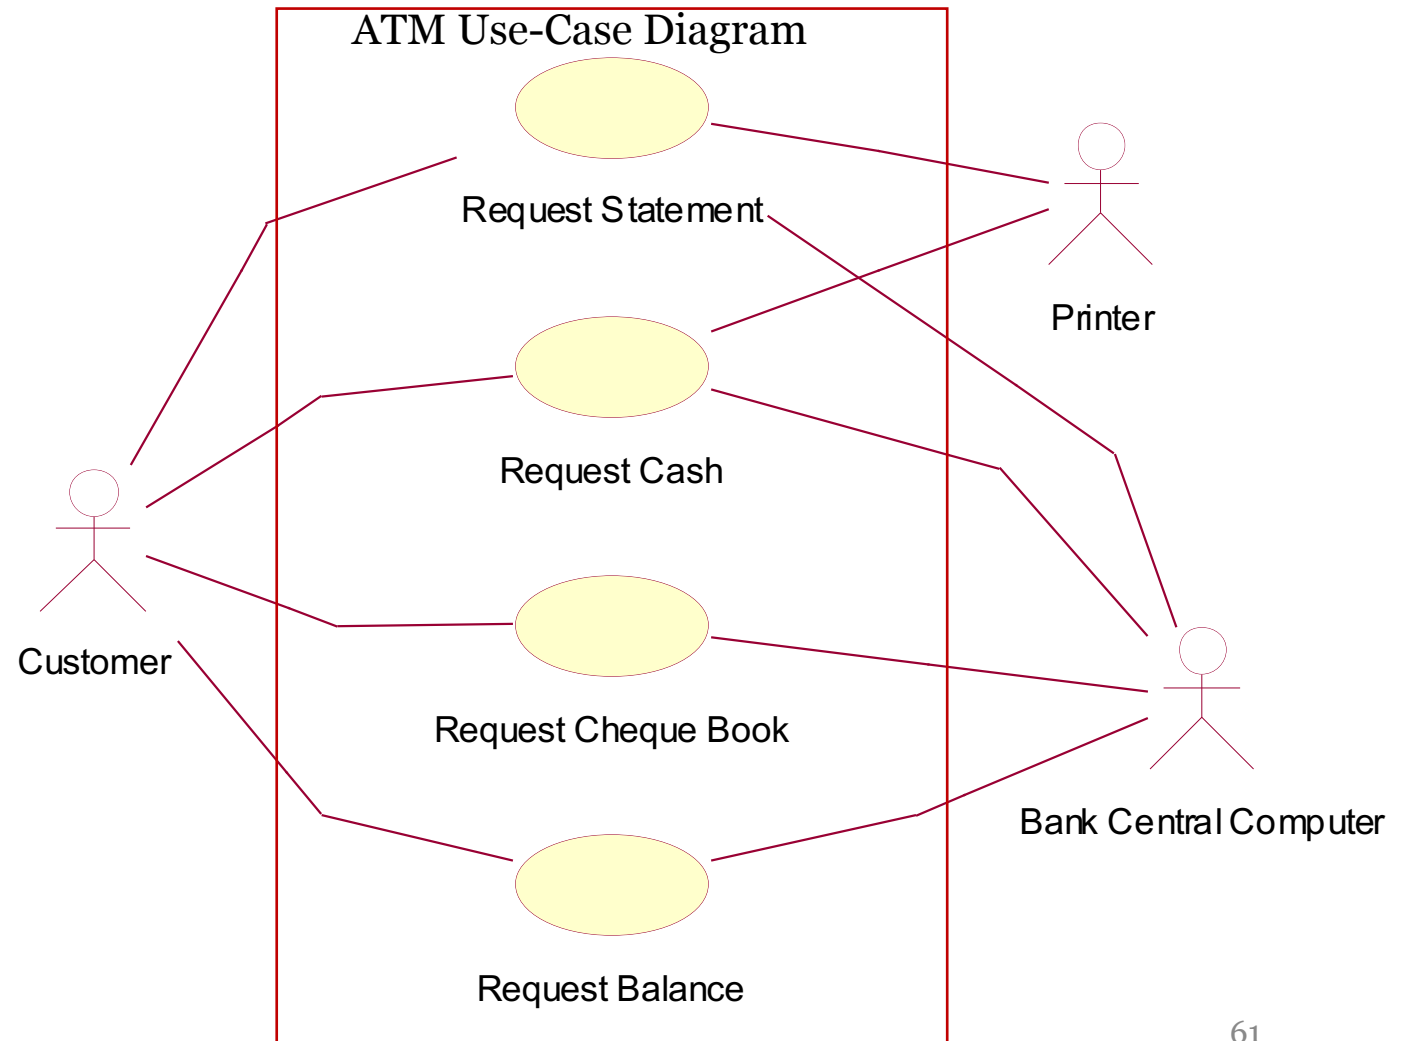 ATM Use-Case Diagram
Request Statement
Printer
Request Cash
Customer
Request Cheque Book
Bank Central Computer
Request Balance
61